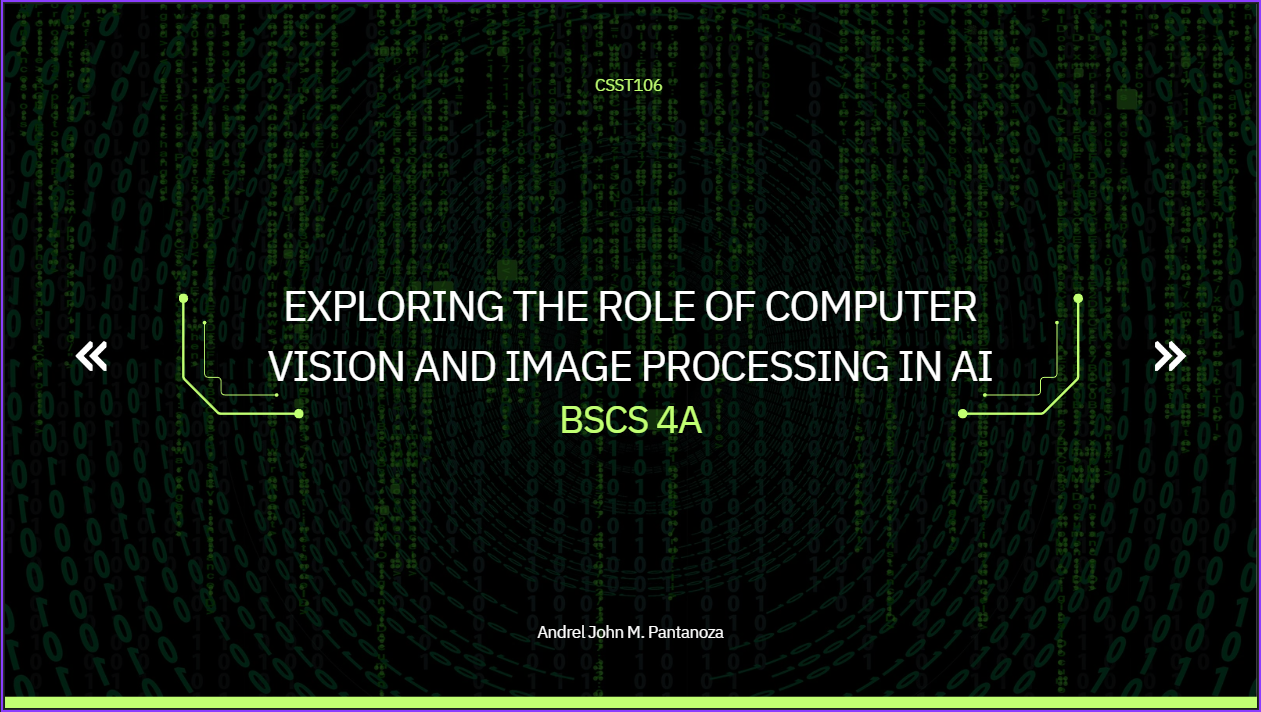 CSST106
EXPLORING THE ROLE OF COMPUTER
VISION AND IMAGE PROCESSING IN AI
BSCS 4A
Andrel John M. Pantanoza